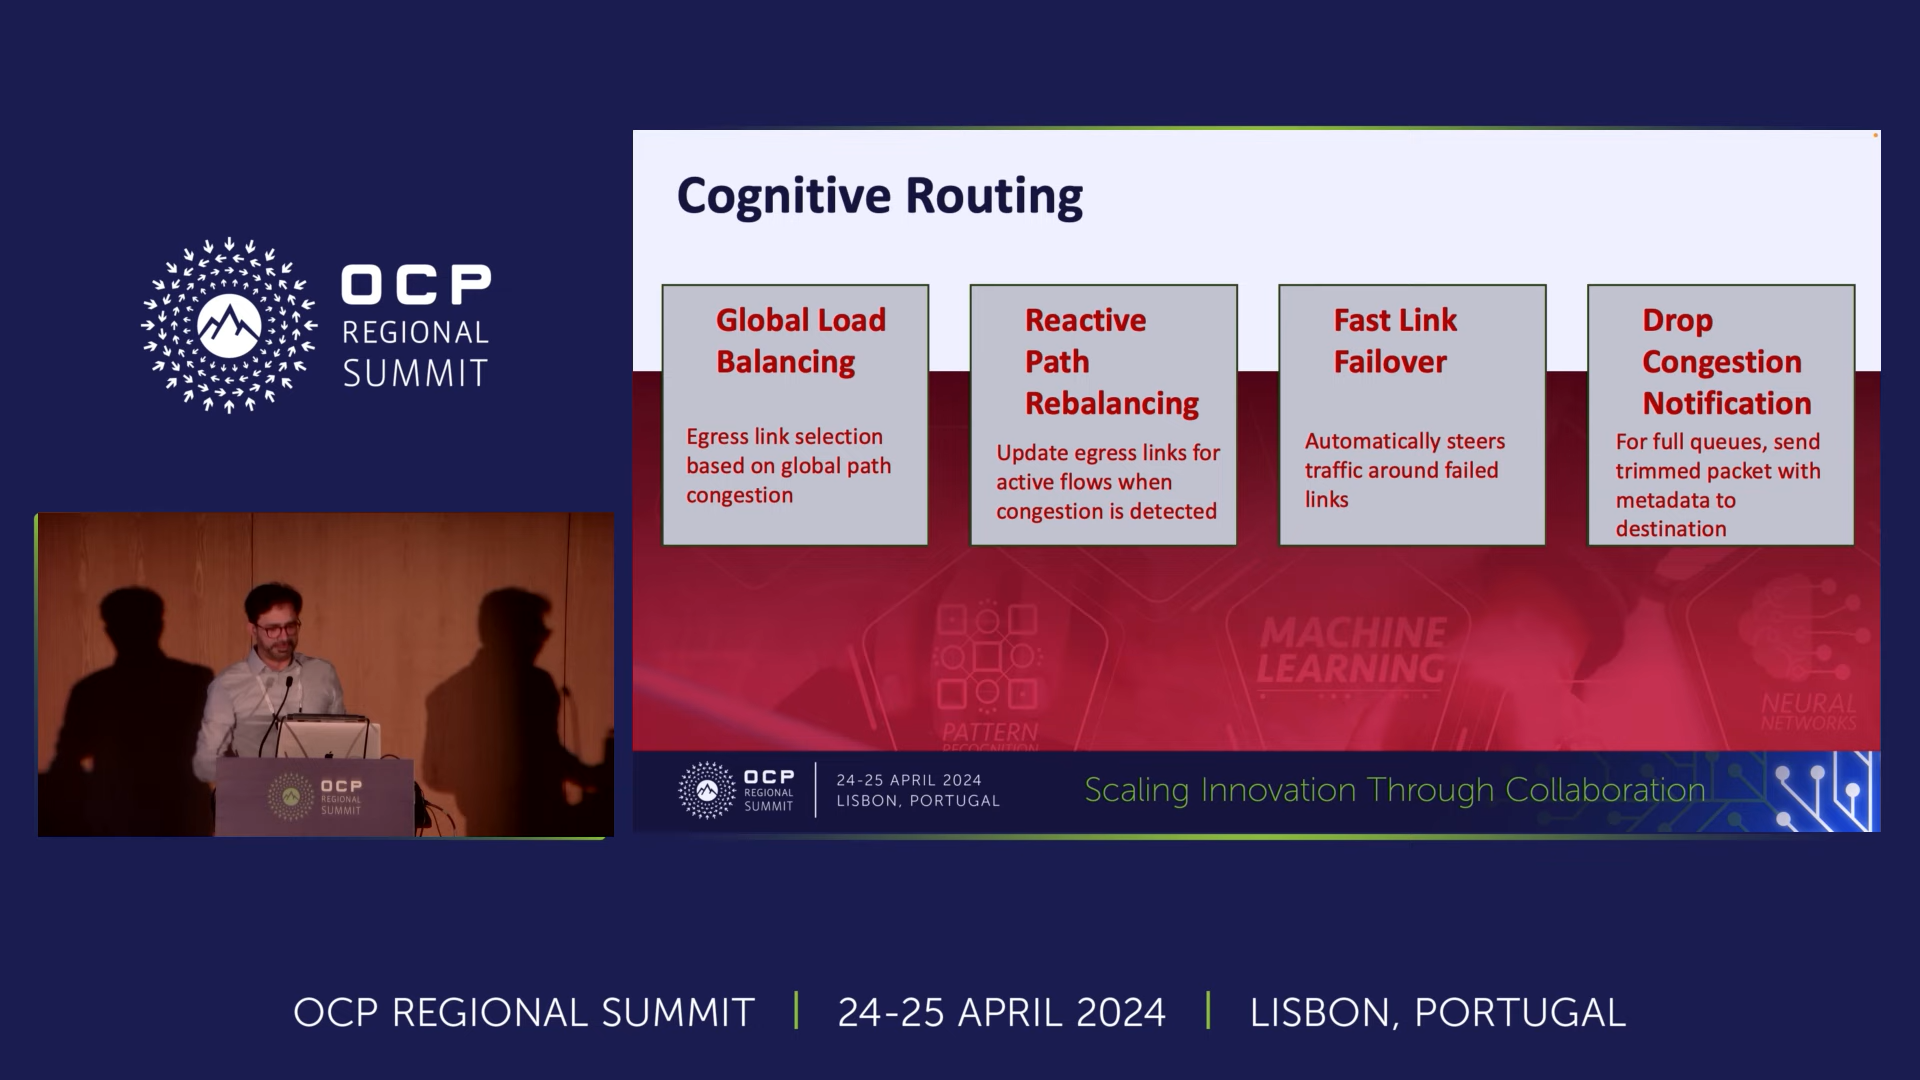 OCP
REGIONAL
SUMMIT
Cognitive Routing
Global Load
Balancing
Egress link selection
based on global path
congestion
Reactive
Path
Rebalancing
Update egress links for
active flows when
congestion is detected
Fast Link
Failover
Automatically steers
traffic around failed
links
Drop
Congestion
Notification
For full queues, send
trimmed packet with
metadata to
destination
PATTERN
RECOGNITION
MACHINE
LEARNING
NEURAL
NETWORKS
OCP
REGIONAL
SUMMIT
24-25 APRIL 2024
LISBON, PORTUGAL
Scaling Innovation Through Collaboration
OCP
REGIONAL
SUMMIT
OCP REGIONAL SUMMIT | 24-25 APRIL 2024 | LISBON, PORTUGAL